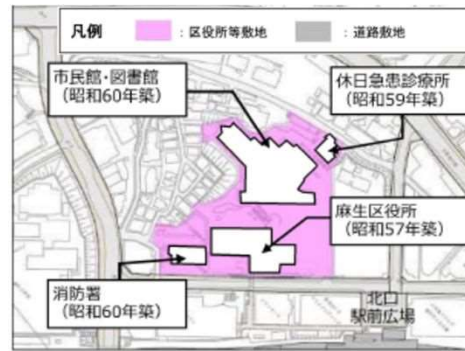 凡例 ：区役所等敷地 ：道路敷地
市民館・図書館
（昭和60年築）
休日急患診療所
（昭和59年築）
麻生区役所
（昭和57年築）
消防署
（昭和60年築）
北口
駅前広場